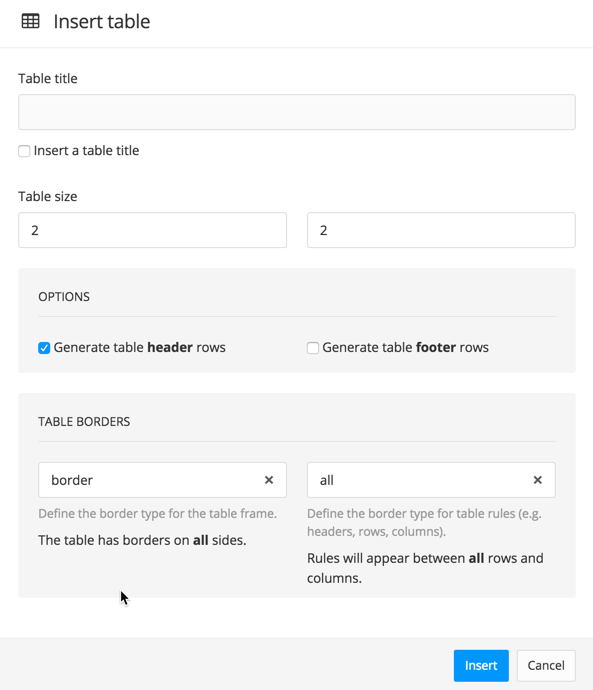 Insert table
Table title
Insert a table title
Table size
2
2
OPTIONS
Generate table header rows
Generate table footer rows
TABLE BORDERS
border
all
Define the border type for the table frame.
The table has borders on all sides.
Define the border type for table rules (e.g.
headers, rows, columns).
Rules will appear between all rows and
columns.
Insert
Cancel